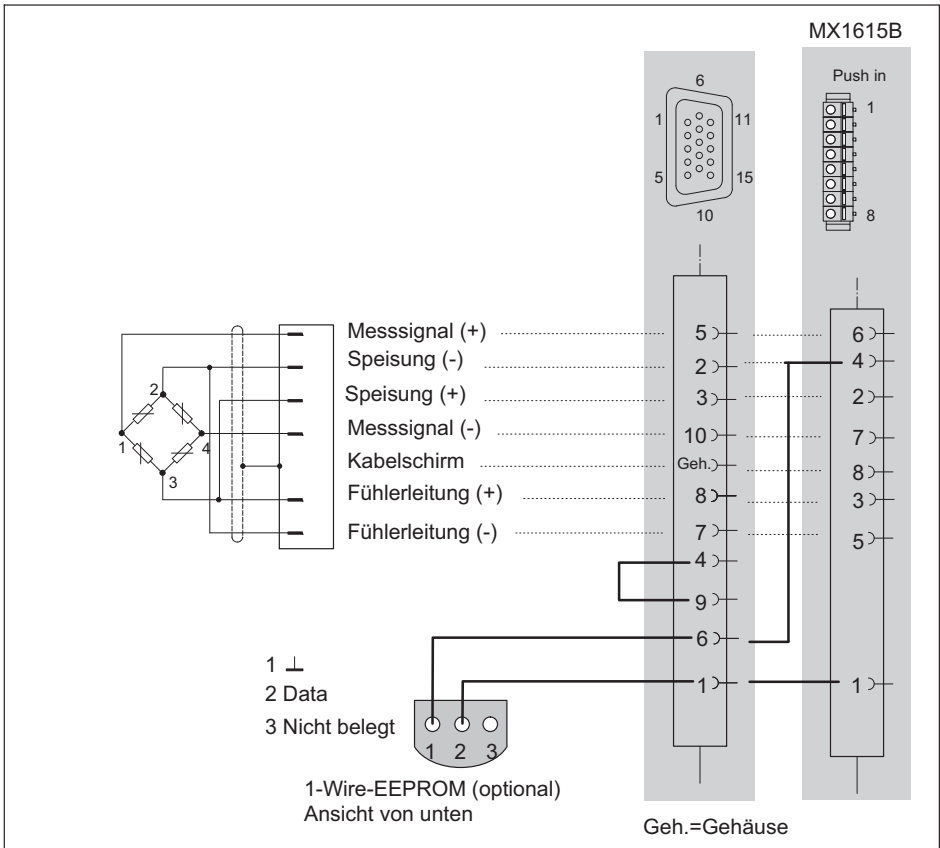 MX1615B
Push in
6
1
11
5
15
10
1
8
Messsignal (+)
5
6
Speisung (-)
2
4
Speisung (+)
3
2
Messsignal (-)
10
7
Kabelschirm
Geh.
8
Fühlerleitung (+)
8
3
Fühlerleitung (-)
7
5
2
1
4
3
4
9
6
1
1
1
2 Data
3 Nicht belegt
1 2 3
1-Wire-EEPROM (optional)
Ansicht von unten
Geh.=Gehäuse